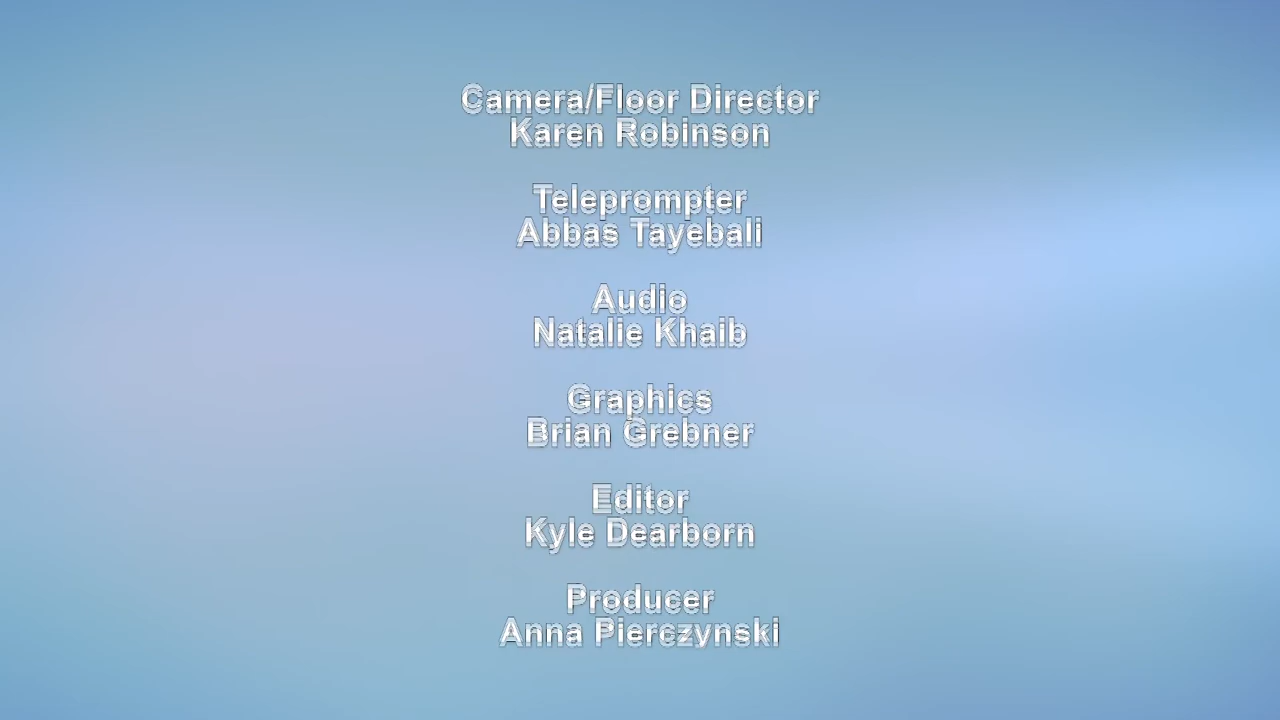 Camera/Floor Director
Karen Robinson
Teleprompter
Abbas Tayebali
Audio
Natalie Khaib
Graphics
Brian Grebner
Editor
Kyle Dearborn
Producer
Anna Pierczynski